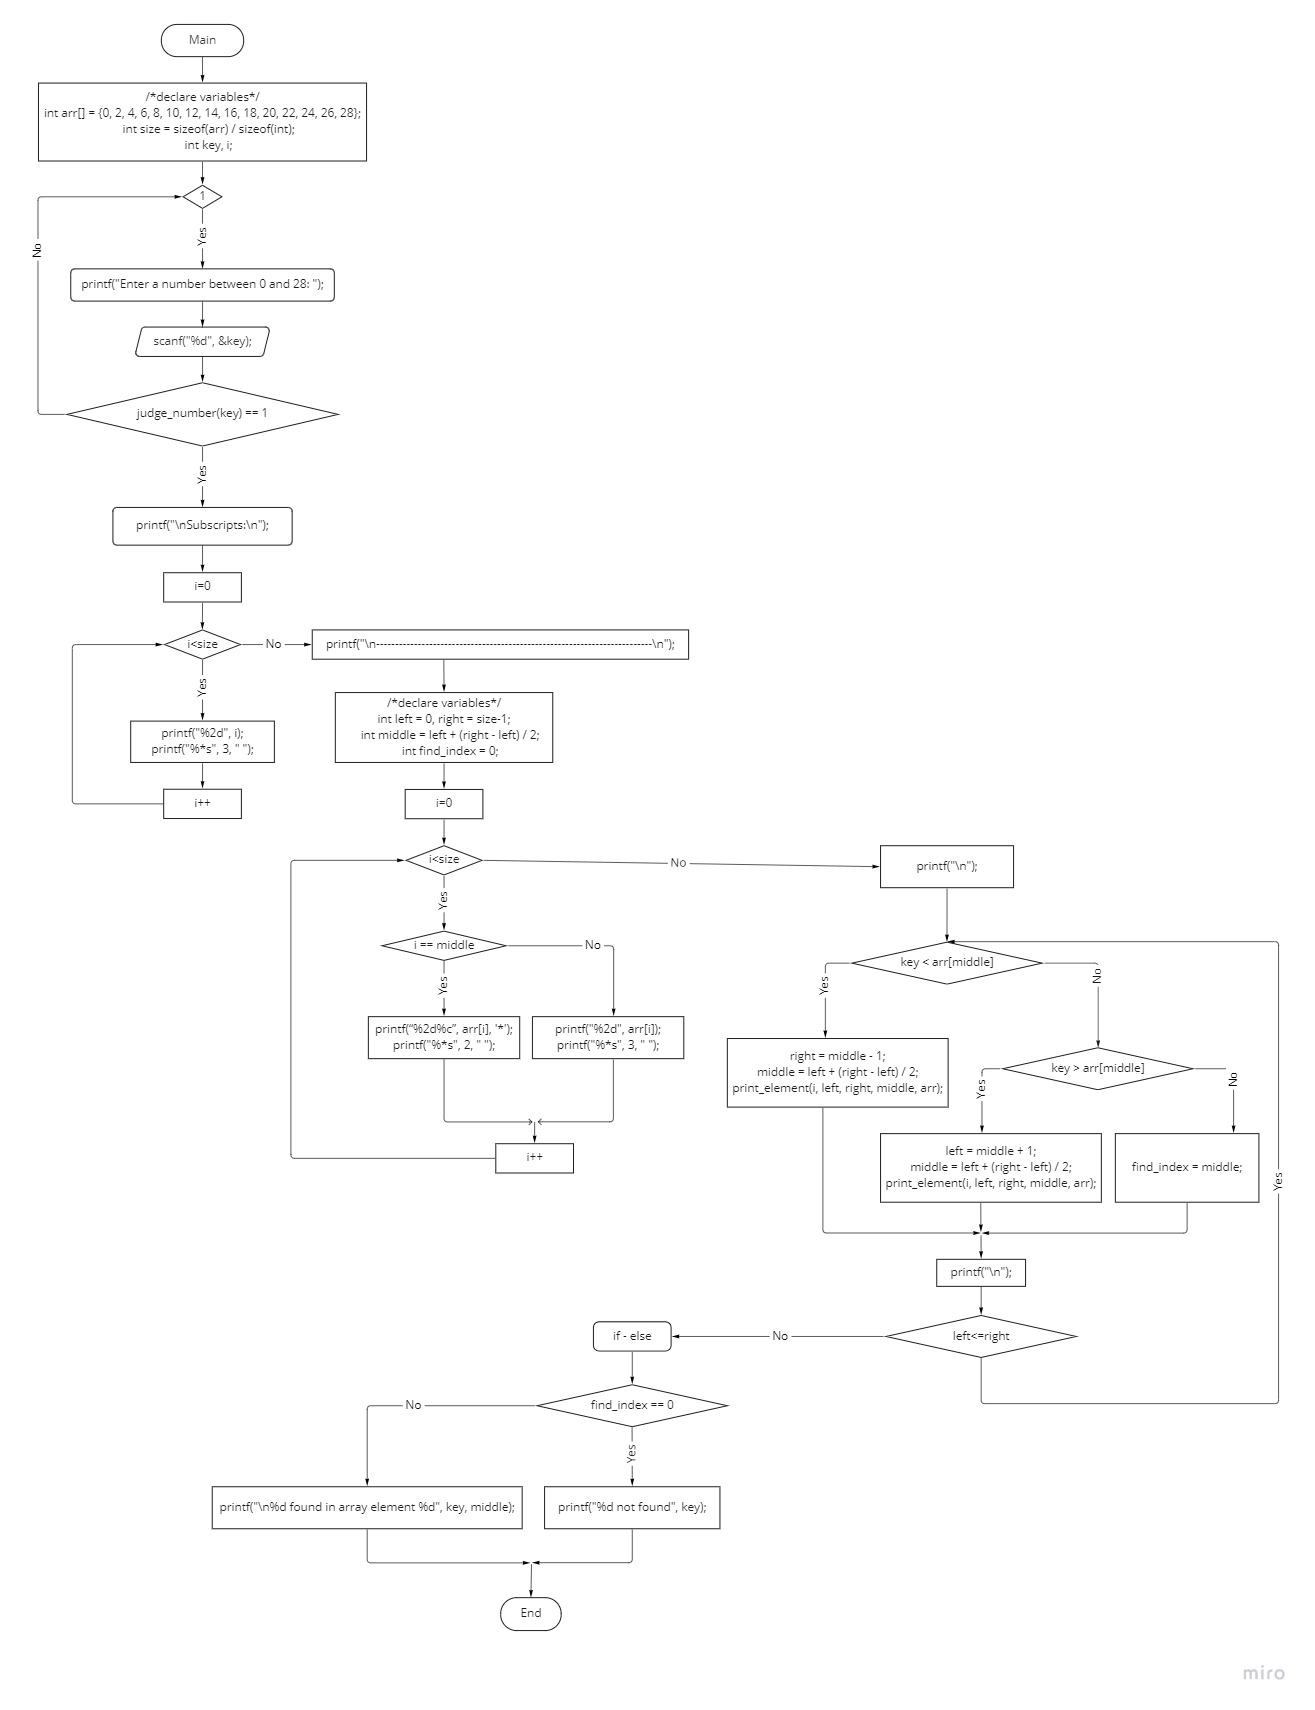 Main
/*declare variables*/
int arr[] = {0, 2, 4, 6, 8, 10, 12, 14, 16, 18, 20, 22, 24, 26, 28};
int size = sizeof(arr) / sizeof(int);
int key, i;
1
No
Yes
printf("Enter a number between 0 and 28: ");
scanf("%d", &key);
judge_number(key) == 1
Yes
printf("\nSubscripts:\n");
i=0
i<size
No
printf("\n--------------------------------------------------------------------------\n");
Yes
printf("%2d", i);
printf("%*s", 3, " ");
i++
/*declare variables*/
int left = 0, right = size-1;
int middle = left + (right - left) / 2;
int find_index = 0;
i=0
i<size
No
printf("\n");
Yes
i == middle
No
Yes
printf(“%2d%c”, arr[i], '*');
printf("%*s", 2, " ");
printf("%2d", arr[i]);
printf("%*s", 3, " ");
i++
key < arr[middle]
Yes
No
right = middle - 1;
middle = left + (right - left) / 2;
print_element(i, left, right, middle, arr);
key > arr[middle]
Yes
No
left = middle + 1;
middle = left + (right - left) / 2;
print_element(i, left, right, middle, arr);
find_index = middle;
Yes
printf("\n");
left<=right
No
if - else
find_index == 0
No
Yes
printf("\n%d found in array element %d", key, middle);
printf("%d not found", key);
End
miro